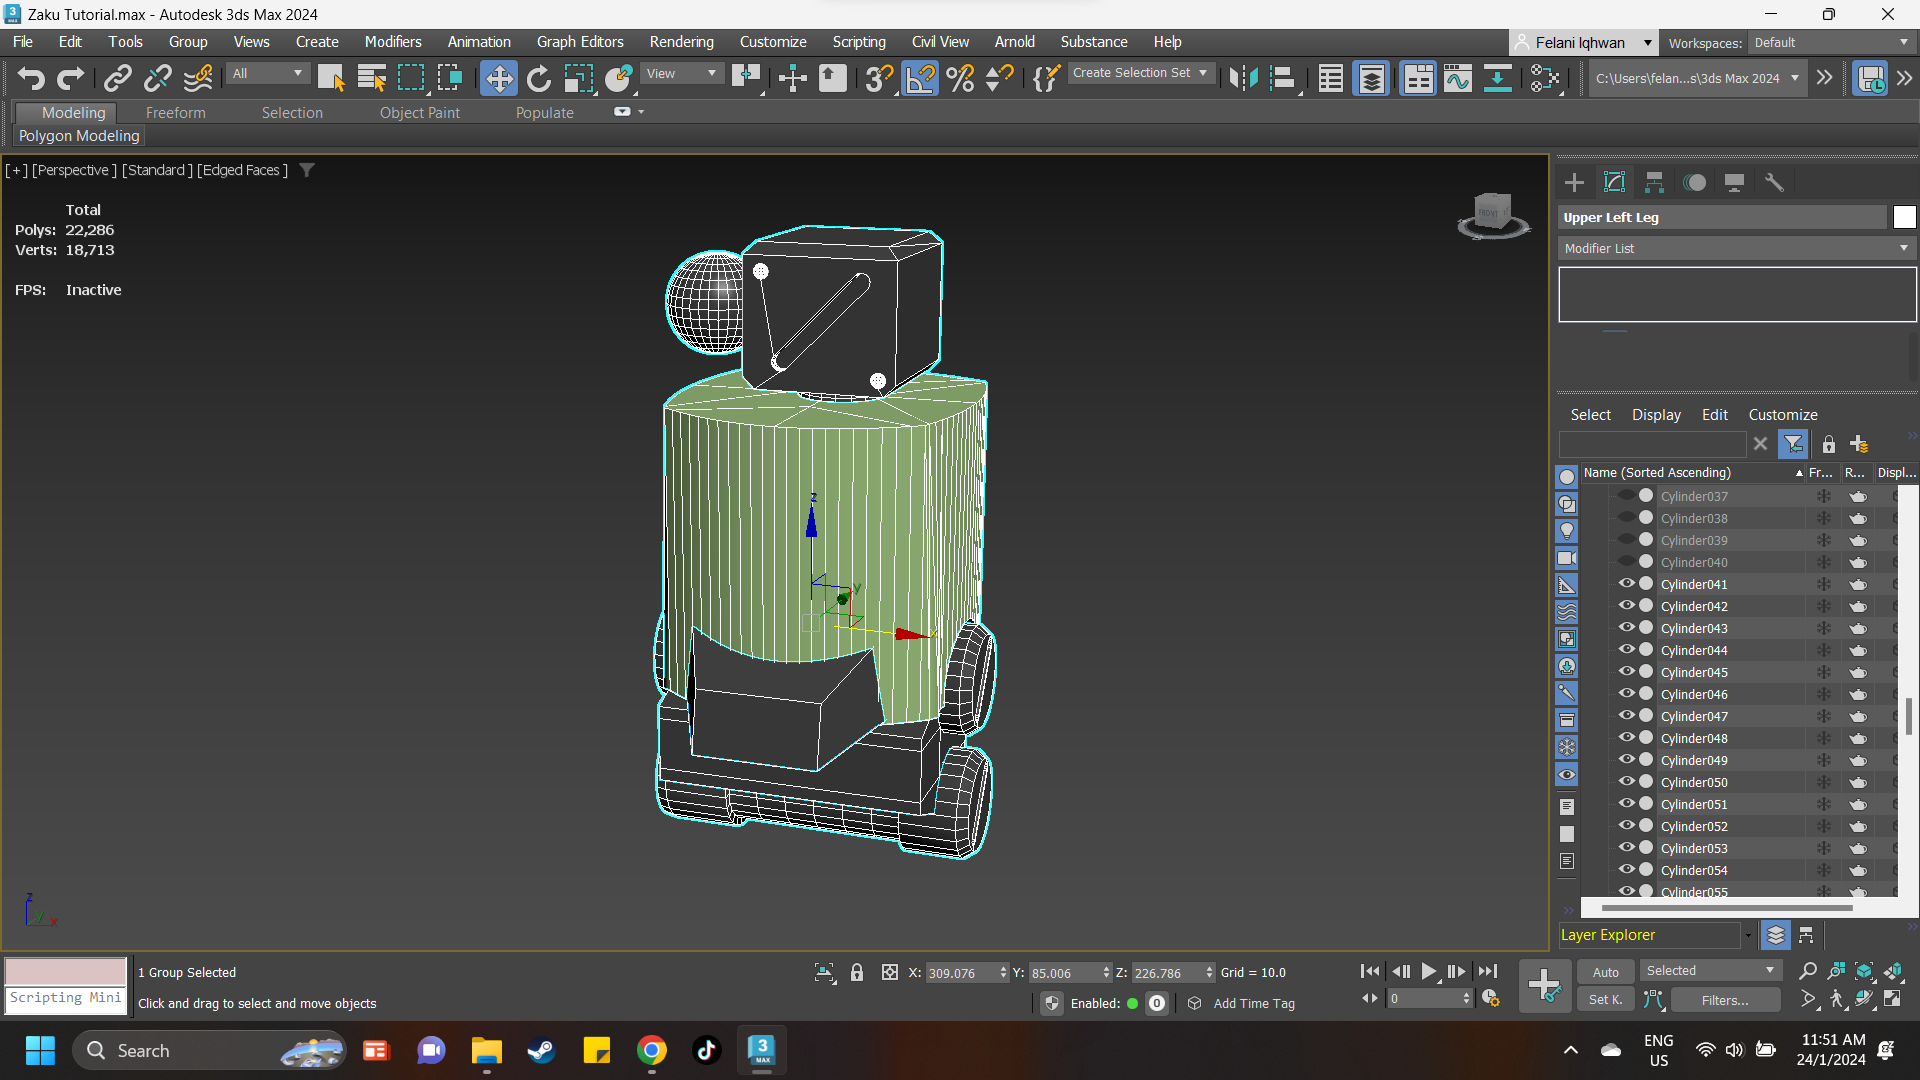 Zaku Tutorial.max - Autodesk 3ds Max 2024
File Edit Tools Group Views Create Modifiers Animation Graph Editors Rendering Customize Scripting Civil View Arnold Substance Help
Felani Iqhwan
Workspaces: Default
All
View
Create Selection Set
C:\Users\felan...s\3ds Max 2024
Modeling Freeform Selection Object Paint Populate
Polygon Modeling
[+] [Perspective ] [Standard ] [Edged Faces ]
Total
Polys: 22,286
Verts: 18,713
FPS: Inactive
FRONT
z
y
x
z
y
x
Upper Left Leg
Modifier List
Select Display Edit Customize
Name (Sorted Ascending) Fr... R... Displ...
Cylinder037
Cylinder038
Cylinder039
Cylinder040
Cylinder041
Cylinder042
Cylinder043
Cylinder044
Cylinder045
Cylinder046
Cylinder047
Cylinder048
Cylinder049
Cylinder050
Cylinder051
Cylinder052
Cylinder053
Cylinder054
Cylinder055
Layer Explorer
Scripting Mini
1 Group Selected
Click and drag to select and move objects
X: 309.076 Y: 85.006 Z: 226.786 Grid = 10.0
Enabled: 0 Add Time Tag
0
Auto Selected
Set K. Filters...
Search
3 MAX
ENG
US
11:51 AM
24/1/2024